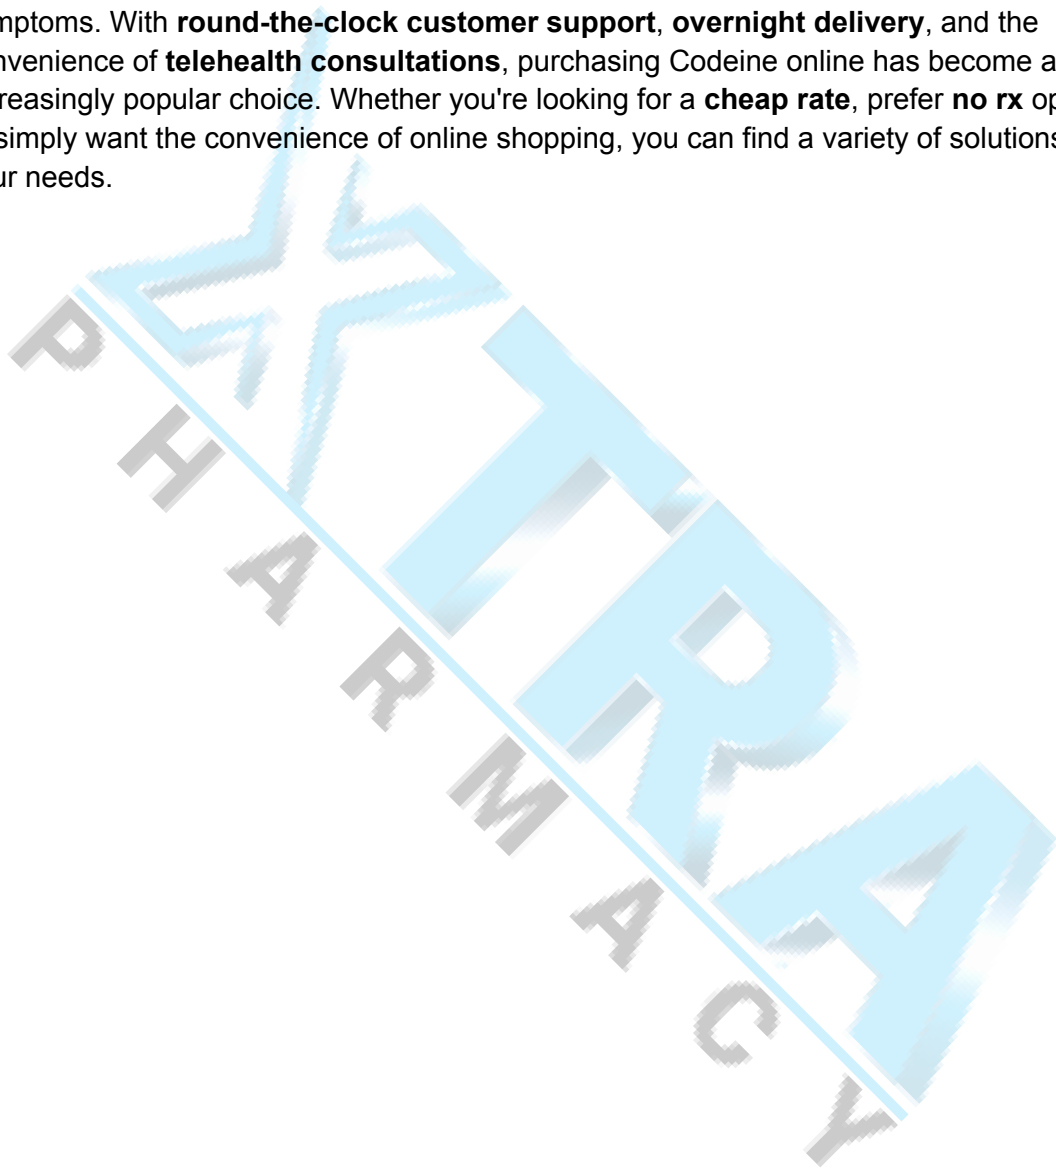 mptoms. With round-the-clock customer support, overnight delivery, and the
nvenience of telehealth consultations, purchasing Codeine online has become a
reasingly popular choice. Whether you're looking for a cheap rate, prefer no rx op
simply want the convenience of online shopping, you can find a variety of solutions
ur needs.
XTRA
PHARMACY